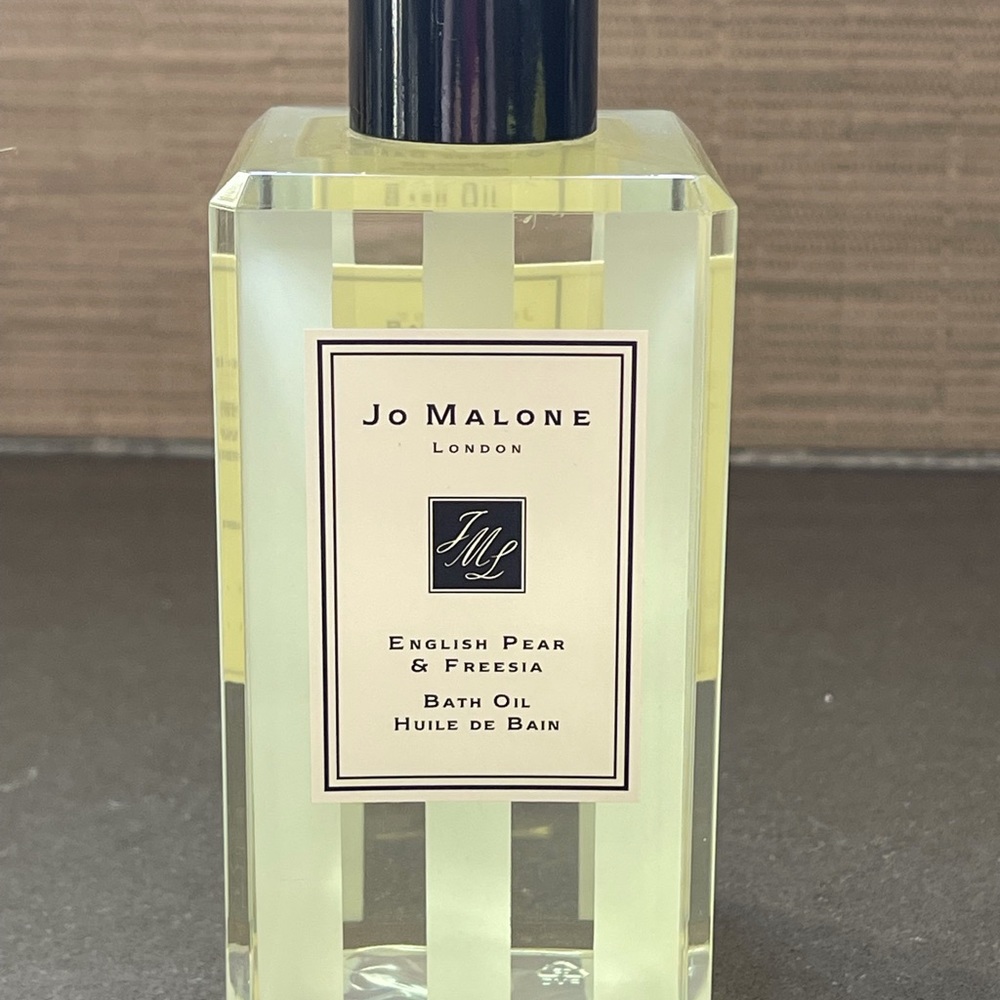 Jo Malone
London
JML
English Pear
& Freesia
Bath Oil
Huile de Bain